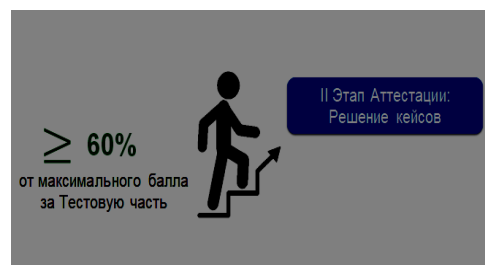 II Этап Аттестации:
Решение кейсов
≥ 60%
от максимального балла
за Тестовую часть